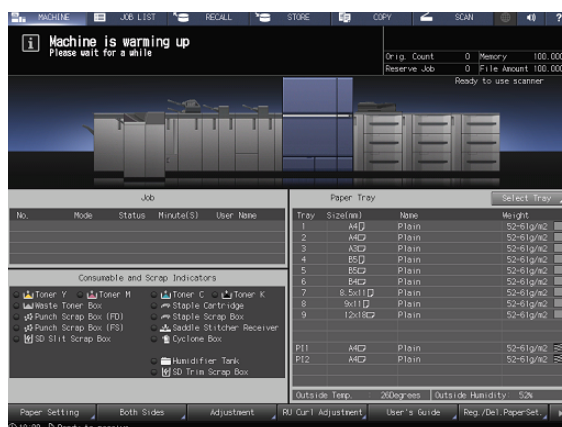 MACHINE JOB LIST RECALL STORE COPY SCAN ?
Machine is warming up
Please wait for a while
Orig. Count 0 Memory 100.000
Reserve Job 0 File Amount 100.00
Ready to use scanner
Job
No. Mode Status Minute(S) User Name
Consumable and Scrap Indicators
Toner Y Toner M Toner C Toner K
Waste Toner Box Staple Cartridge
Punch Scrap Box (FD) Staple Scrap Box
Punch Scrap Box (FS) Saddle Stitcher Receiver
SD Slit Scrap Box Cyclone Box
Humidifier Tank
SD Trim Scrap Box
Paper Tray Select Tray
Tray Size(mm) Name Weight
1 A4 Plain 52-61g/m2
2 A4 Plain 52-61g/m2
3 A3 Plain 52-61g/m2
4 B5 Plain 52-61g/m2
5 B5 Plain 52-61g/m2
6 B4 Plain 52-61g/m2
7 8.5x11 Plain 52-61g/m2
8 9x11 Plain 52-61g/m2
9 12x18 Plain 52-61g/m2
PI1 A4 Plain 52-61g/m2
PI2 A4 Plain 52-61g/m2
Outside Temp. : 26Degrees Outside Humidity: 52%
Paper Setting Both Sides Adjustment RU Curl Adjustment User's Guide Reg./Del.PaperSet.